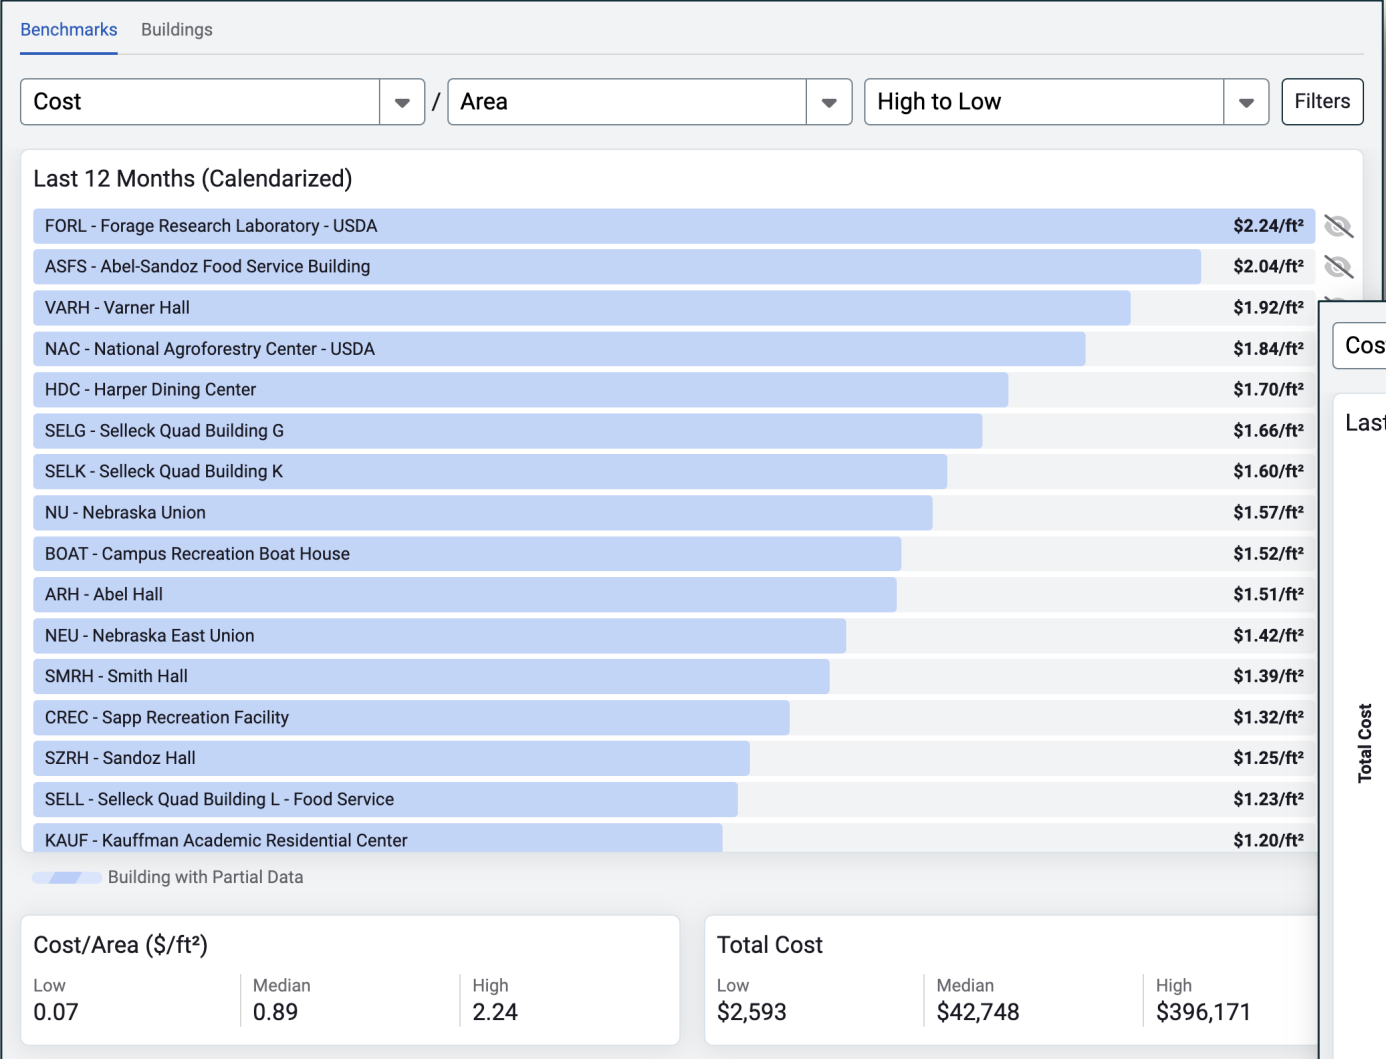 Benchmarks Buildings
Cost / Area High to Low Filters
Last 12 Months (Calendarized)
FORL - Forage Research Laboratory - USDA $2.24/ft²
ASFS - Abel-Sandoz Food Service Building $2.04/ft²
VARH - Varner Hall $1.92/ft²
NAC - National Agroforestry Center - USDA $1.84/ft²
HDC - Harper Dining Center $1.70/ft²
SELG - Selleck Quad Building G $1.66/ft²
SELK - Selleck Quad Building K $1.60/ft²
NU - Nebraska Union $1.57/ft²
BOAT - Campus Recreation Boat House $1.52/ft²
ARH - Abel Hall $1.51/ft²
NEU - Nebraska East Union $1.42/ft²
SMRH - Smith Hall $1.39/ft²
CREC - Sapp Recreation Facility $1.32/ft²
SZRH - Sandoz Hall $1.25/ft²
SELL - Selleck Quad Building L - Food Service $1.23/ft²
KAUF - Kauffman Academic Residential Center $1.20/ft²
Building with Partial Data
Cost/Area ($/ft²)
Low Median High
0.07 0.89 2.24
Total Cost
Low Median High
$2,593 $42,748 $396,171
Cos
Last
Total Cost